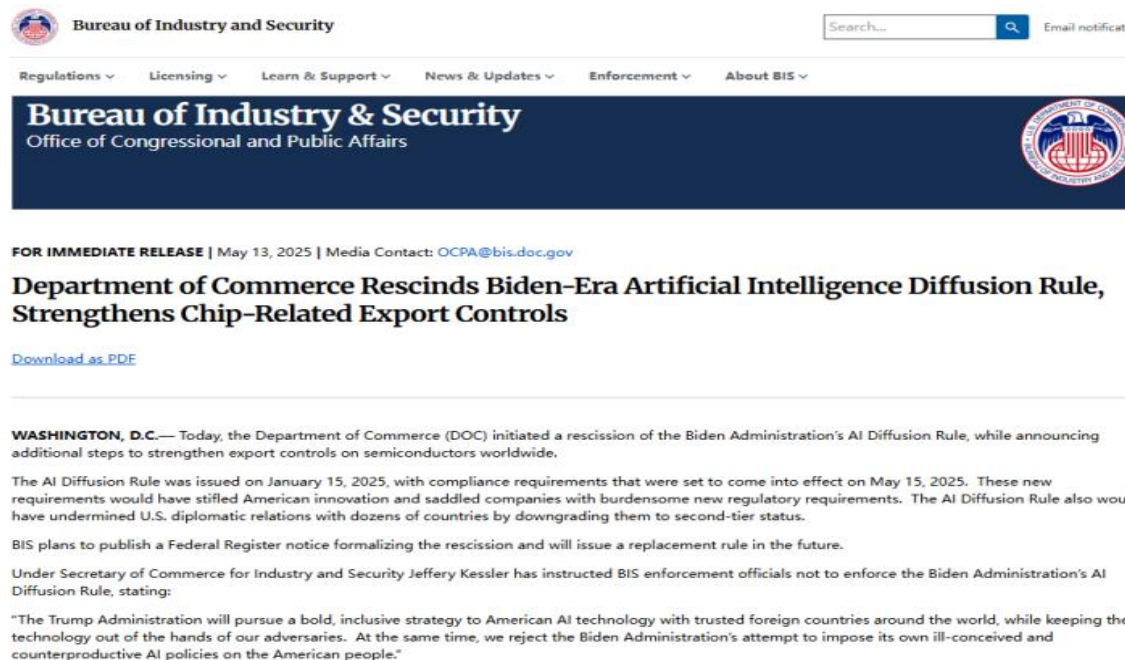 Bureau of Industry and Security
Search...
Email notificat
Regulations
Licensing
Learn & Support
News & Updates
Enforcement
About BIS
Bureau of Industry & Security
Office of Congressional and Public Affairs
FOR IMMEDIATE RELEASE | May 13, 2025 | Media Contact: OCPA@bis.doc.gov
Department of Commerce Rescinds Biden-Era Artificial Intelligence Diffusion Rule,
Strengthens Chip-Related Export Controls
Download as PDF
WASHINGTON, D.C.— Today, the Department of Commerce (DOC) initiated a rescission of the Biden Administration's AI Diffusion Rule, while announcing
additional steps to strengthen export controls on semiconductors worldwide.
The AI Diffusion Rule was issued on January 15, 2025, with compliance requirements that were set to come into effect on May 15, 2025. These new
requirements would have stifled American innovation and saddled companies with burdensome new regulatory requirements. The AI Diffusion Rule also wou
have undermined U.S. diplomatic relations with dozens of countries by downgrading them to second-tier status.
BIS plans to publish a Federal Register notice formalizing the rescission and will issue a replacement rule in the future.
Under Secretary of Commerce for Industry and Security Jeffery Kessler has instructed BIS enforcement officials not to enforce the Biden Administration's AI
Diffusion Rule, stating:
"The Trump Administration will pursue a bold, inclusive strategy to American AI technology with trusted foreign countries around the world, while keeping the
technology out of the hands of our adversaries. At the same time, we reject the Biden Administration's attempt to impose its own ill-conceived and
counterproductive AI policies on the American people."